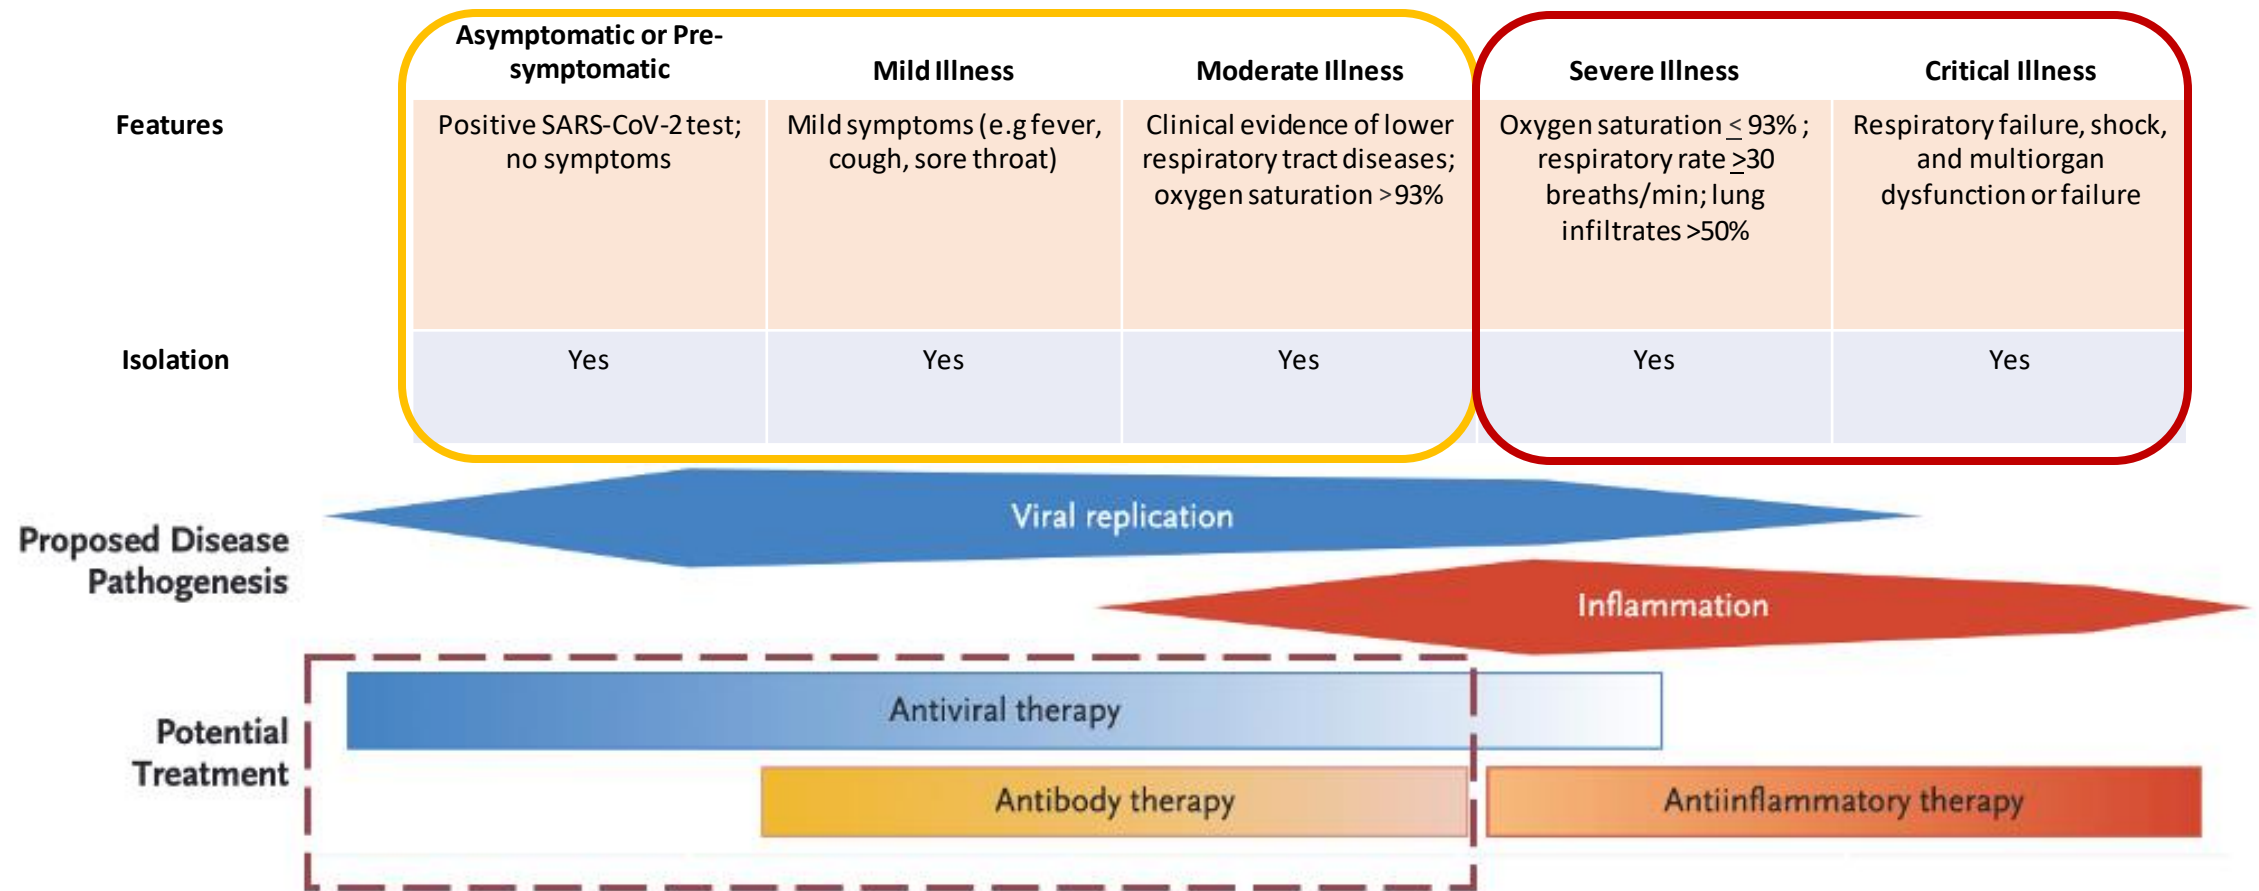 Asymptomatic or Pre-
symptomatic
Mild Illness
Moderate Illness
Severe Illness
Critical Illness
Features
Positive SARS-CoV-2 test;
no symptoms
Mild symptoms (e.g fever,
cough, sore throat)
Clinical evidence of lower
respiratory tract diseases;
oxygen saturation >93%
Oxygen saturation ≤ 93% ;
respiratory rate ≥30
breaths/min; lung
infiltrates >50%
Respiratory failure, shock,
and multiorgan
dysfunction or failure
Isolation
Yes
Yes
Yes
Yes
Yes
Proposed Disease
Pathogenesis
Viral replication
Inflammation
Potential
Treatment
Antiviral therapy
Antibody therapy
Antiinflammatory therapy